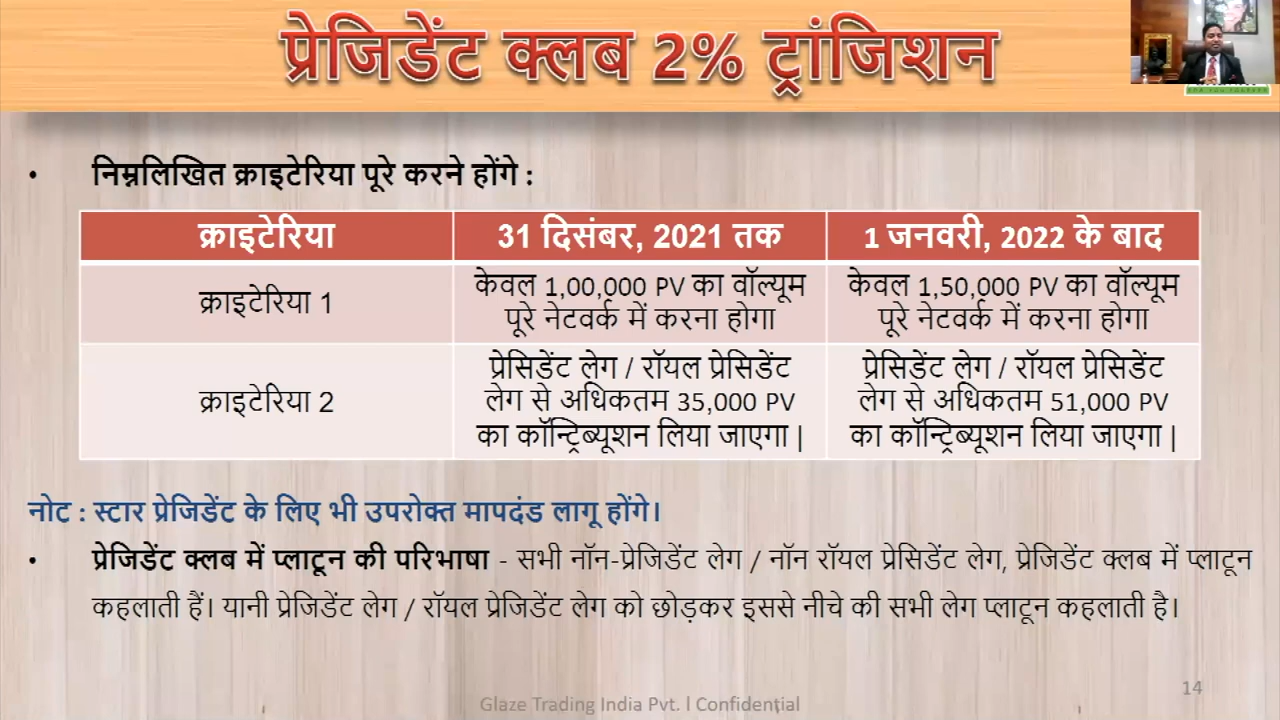 प्रेजिडेंट क्लब 2% ट्रांजिशन
• निम्नलिखित क्राइटेरिया पूरे करने होंगे :
क्राइटेरिया 31 दिसंबर, 2021 तक 1 जनवरी, 2022 के बाद
क्राइटेरिया 1
केवल 1,00,000 PV का वॉल्यूम
पूरे नेटवर्क में करना होगा
केवल 1,50,000 PV का वॉल्यूम
पूरे नेटवर्क में करना होगा
क्राइटेरिया 2
प्रेसिडेंट लेग / रॉयल प्रेसिडेंट
लेग से अधिकतम 35,000 PV
का कॉन्ट्रिब्यूशन लिया जाएगा |
प्रेसिडेंट लेग / रॉयल प्रेसिडेंट
लेग से अधिकतम 51,000 PV
का कॉन्ट्रिब्यूशन लिया जाएगा |
नोट : स्टार प्रेजिडेंट के लिए भी उपरोक्त मापदंड लागू होंगे।
• प्रेजिडेंट क्लब में प्लाटून की परिभाषा - सभी नॉन-प्रेजिडेंट लेग / नॉन रॉयल प्रेसिडेंट लेग, प्रेजिडेंट क्लब में प्लाटून
कहलाती हैं। यानी प्रेजिडेंट लेग / रॉयल प्रेजिडेंट लेग को छोड़कर इससे नीचे की सभी लेग प्लाटून कहलाती है।
14
Glaze Trading India Pvt. l Confidential